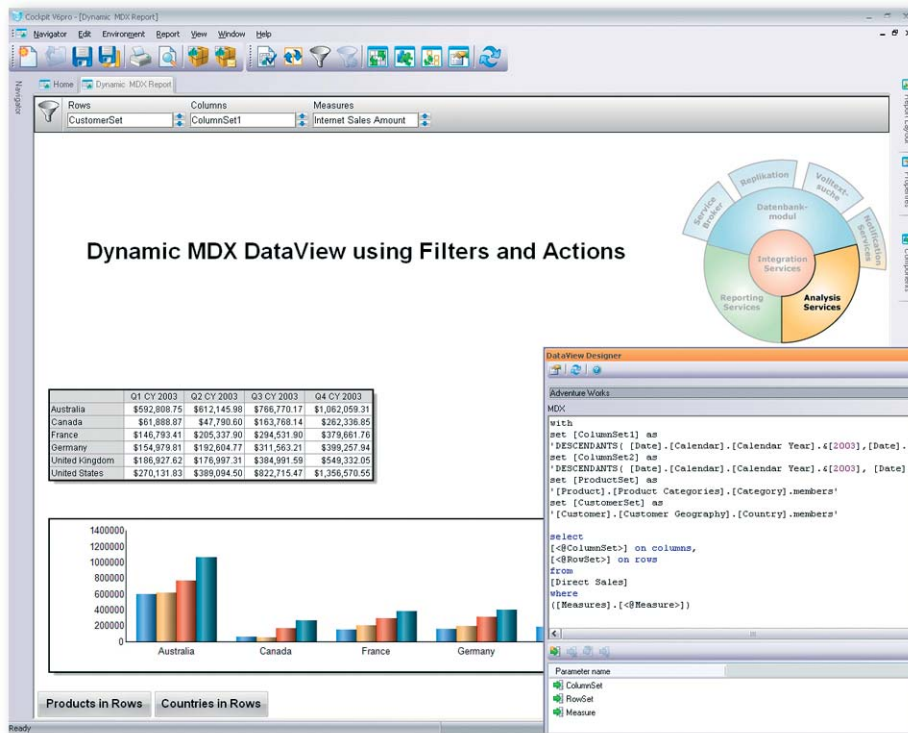 Cockpit V6pro - [Dynamic MDX Report]
Navigator Edit Environment Report View Window Help
Home Dynamic MDX Report
Navigator
Rows Columns Measures
CustomerSet ColumnSet1 Internet Sales Amount
Report Layout
Properties
Components
Service Broker
Replikation
Volltext-
suche
Notification
Services
Datenbank-
modul
Integration
Services
Reporting
Services
Analysis
Services
Dynamic MDX DataView using Filters and Actions
Q1 CY 2003 Q2 CY 2003 Q3 CY 2003 Q4 CY 2003
Australia $592,808.75 $612,145.98 $766,770.17 $1,062,059.31
Canada $61,888.87 $47,790.60 $163,768.14 $262,336.85
France $146,793.41 $205,337.90 $294,531.90 $379,661.76
Germany $154,979.81 $192,604.77 $311,563.21 $399,257.94
United Kingdom $186,927.62 $176,997.31 $384,991.59 $549,332.05
United States $270,131.83 $389,094.50 $822,715.47 $1,356,570.55
1400000
1200000
1000000
800000
600000
400000
200000
0
Australia Canada France Germany
Products in Rows Countries in Rows
Ready
DataView Designer
Adventure Works
MDX
with
set [ColumnSet1] as
'DESCENDANTS( [Date].[Calendar].[Calendar Year].&[2003],[Date].
set [ColumnSet2] as
'DESCENDANTS( [Date].[Calendar].[Calendar Year].&[2003], [Date]
set [ProductSet] as
'[Product].[Product Categories].[Category].members'
set [CustomerSet] as
'[Customer].[Customer Geography].[Country].members'
select
[<@ColumnSet>] on columns,
[<@RowSet>] on rows
from
[Direct Sales]
where
([Measures].[<@Measure>])
Parameter name
ColumnSet
RowSet
Measure